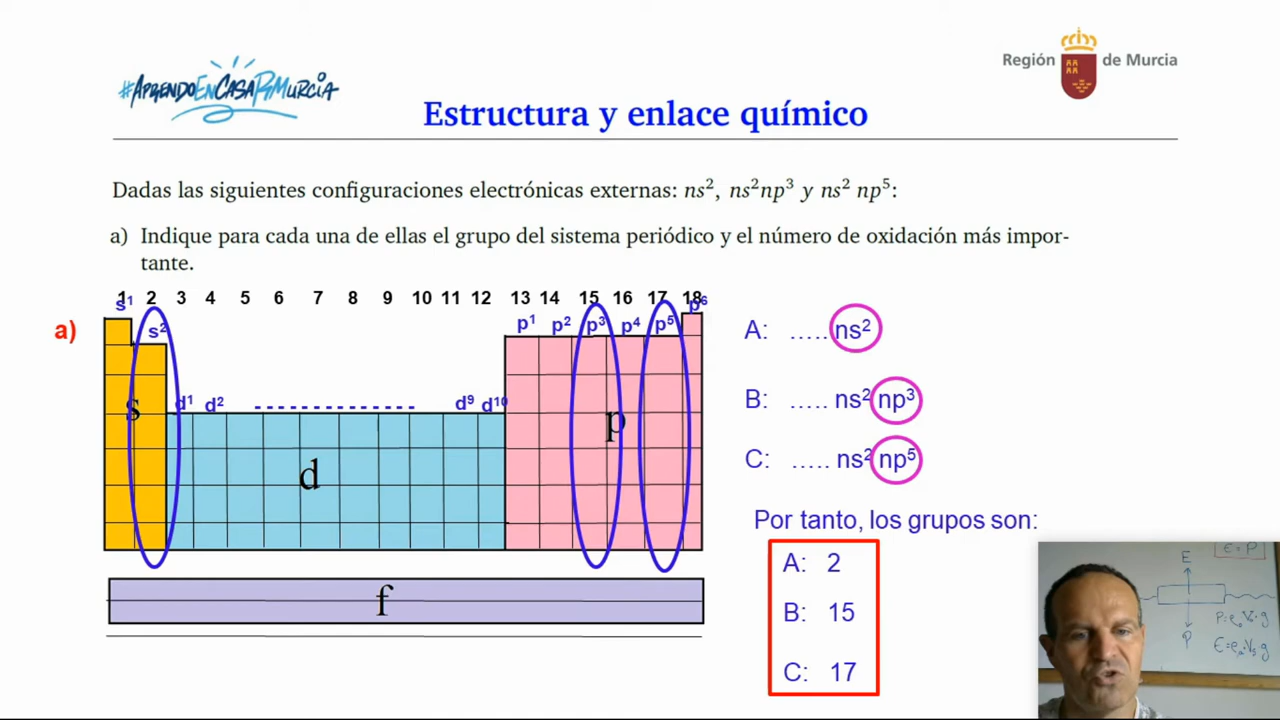 #APRENDOENCASARMURCIA
Región de Murcia
Estructura y enlace químico
Dadas las siguientes configuraciones electrónicas externas: ns², ns²np³ y ns² np⁵:
a) Indique para cada una de ellas el grupo del sistema periódico y el número de oxidación más impor-
tante.
1 2 3 4 5 6 7 8 9 10 11 12 13 14 15 16 17 18
s¹ s² p¹ p² p³ p⁴ p⁵ p⁶
a)
d¹ d² d⁹ d¹⁰
s p
d
f
A: ..... ns²
B: ..... ns² np³
C: ..... ns² np⁵
Por tanto, los grupos son:
A: 2
B: 15
C: 17
E = P
E
P